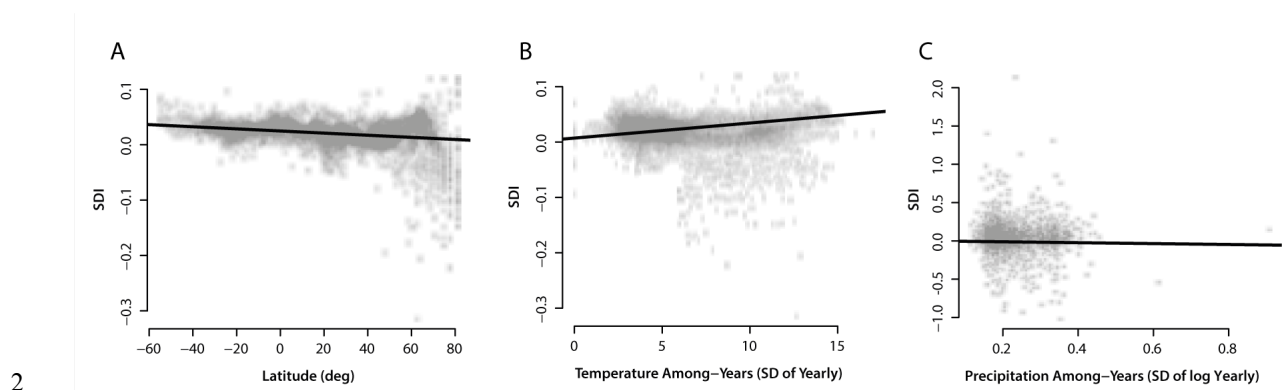 A
B
C
0.1
0.0
−0.1
−0.2
−0.3
SDI
−60 −40 −20 0 20 40 60 80
Latitude (deg)
0.1
0.0
−0.1
−0.2
−0.3
SDI
0 5 10 15
Temperature Among−Years (SD of Yearly)
2.0
1.5
1.0
0.5
0.0
−0.5
−1.0
SDI
0.2 0.4 0.6 0.8
Precipitation Among−Years (SD of log Yearly)
2